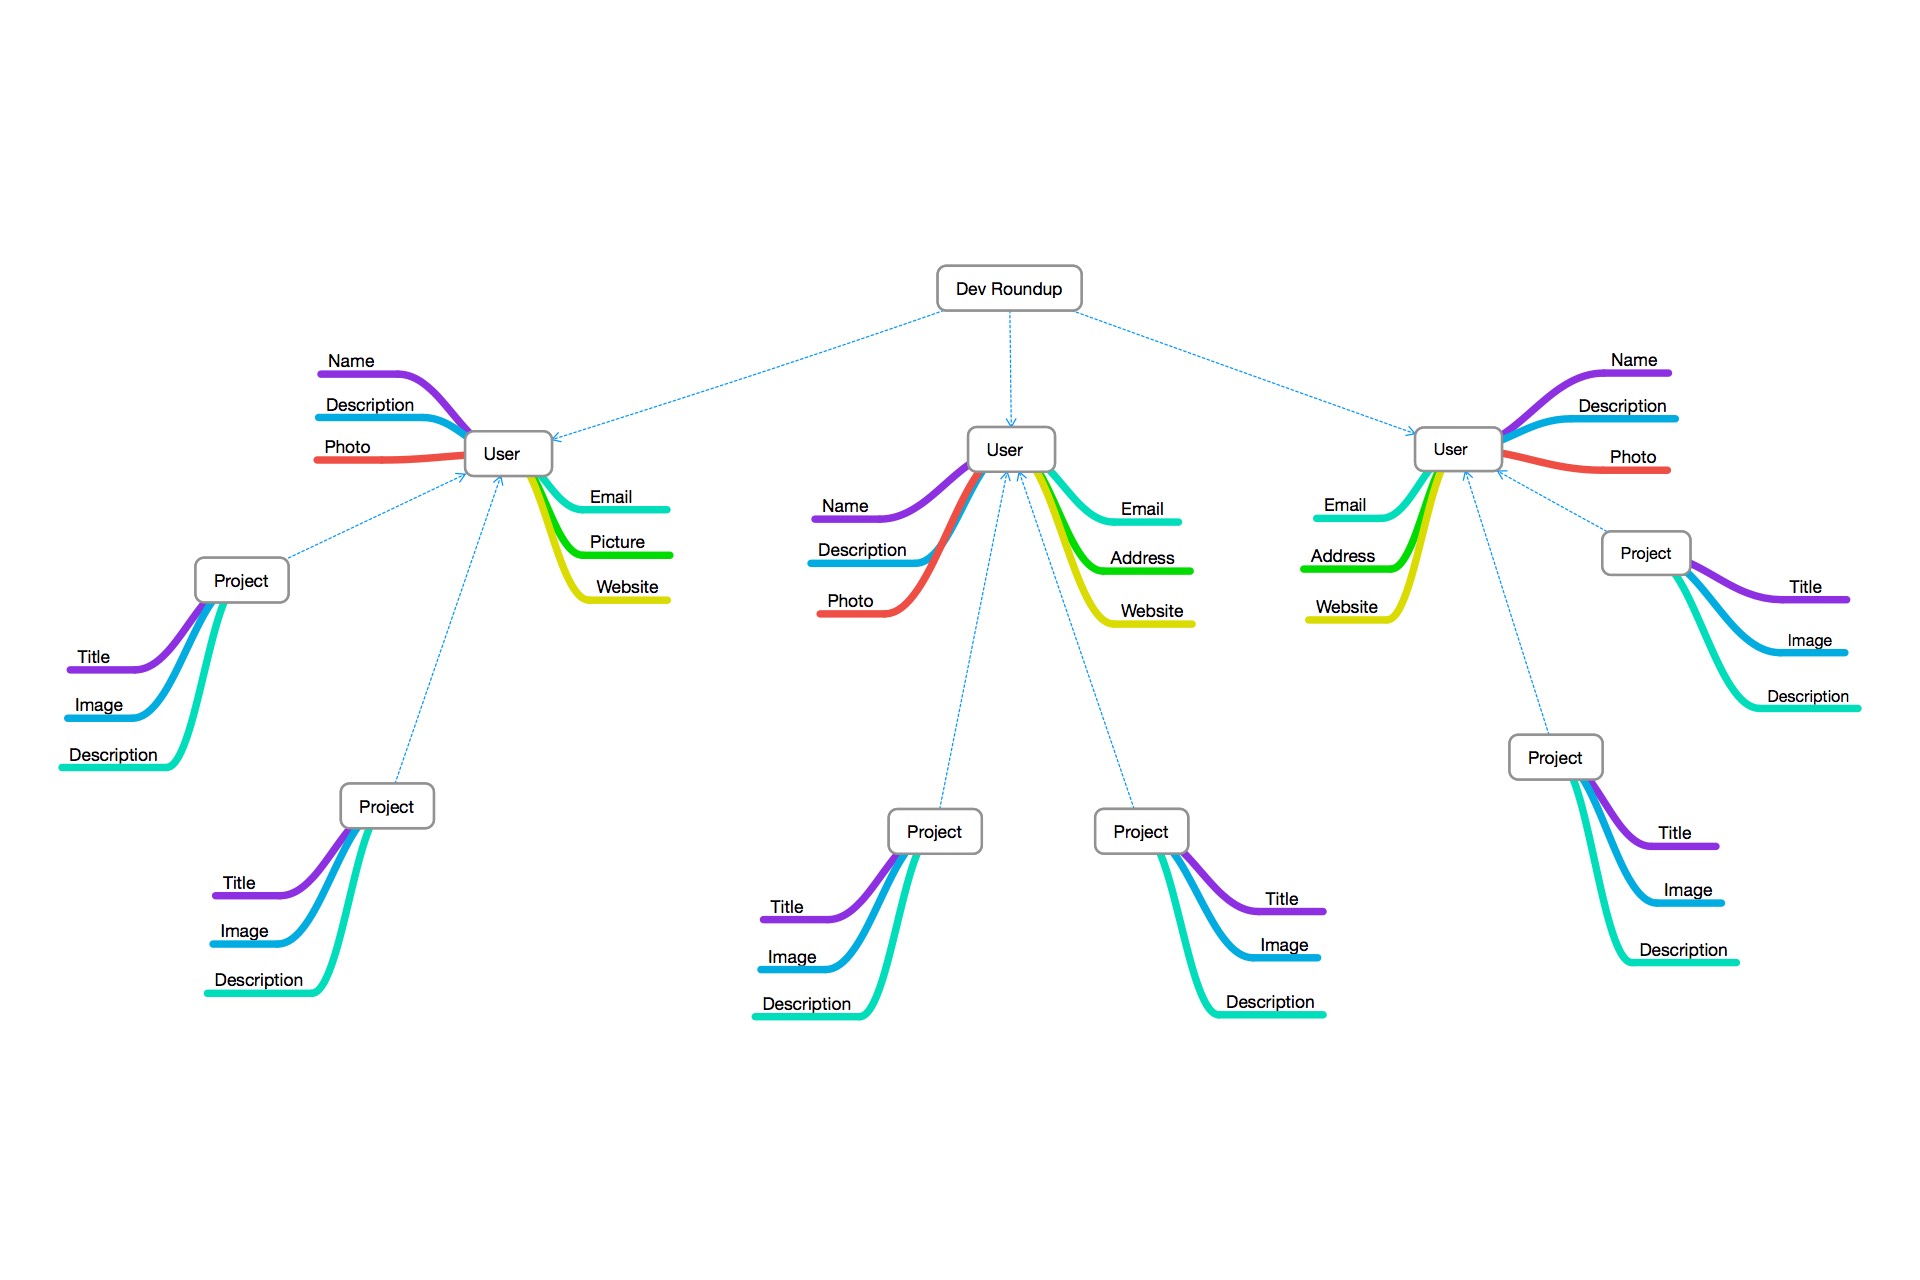 Dev Roundup
Name
Description
Photo
User
Email
Picture
Website
Project
Title
Image
Description
Project
Title
Image
Description
User
Name
Description
Photo
Email
Address
Website
Project
Title
Image
Description
Project
Title
Image
Description
User
Name
Description
Photo
Email
Address
Website
Project
Title
Image
Description
Project
Title
Image
Description